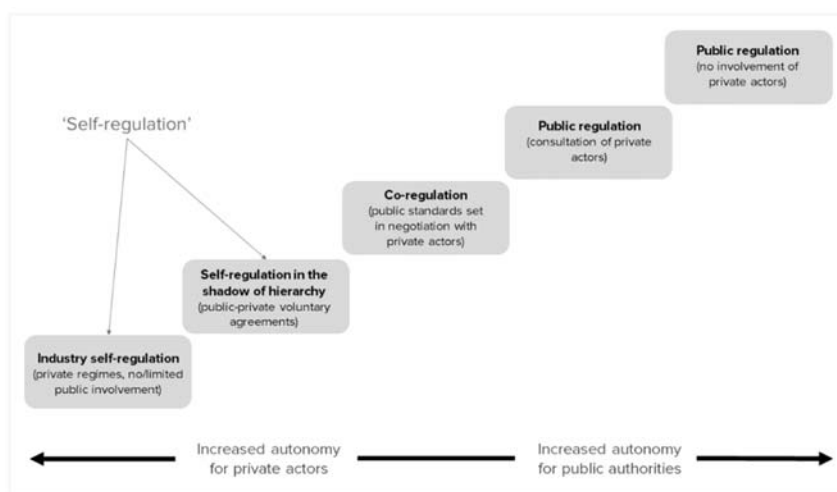 Public regulation
(no involvement of
private actors)
'Self-regulation'
Public regulation
(consultation of private
actors)
Co-regulation
(public standards set
in negotiation with
private actors)
Self-regulation in the
shadow of hierarchy
(public-private voluntary
agreements)
Industry self-regulation
(private regimes, no/limited
public involvement)
Increased autonomy
for private actors
Increased autonomy
for public authorities